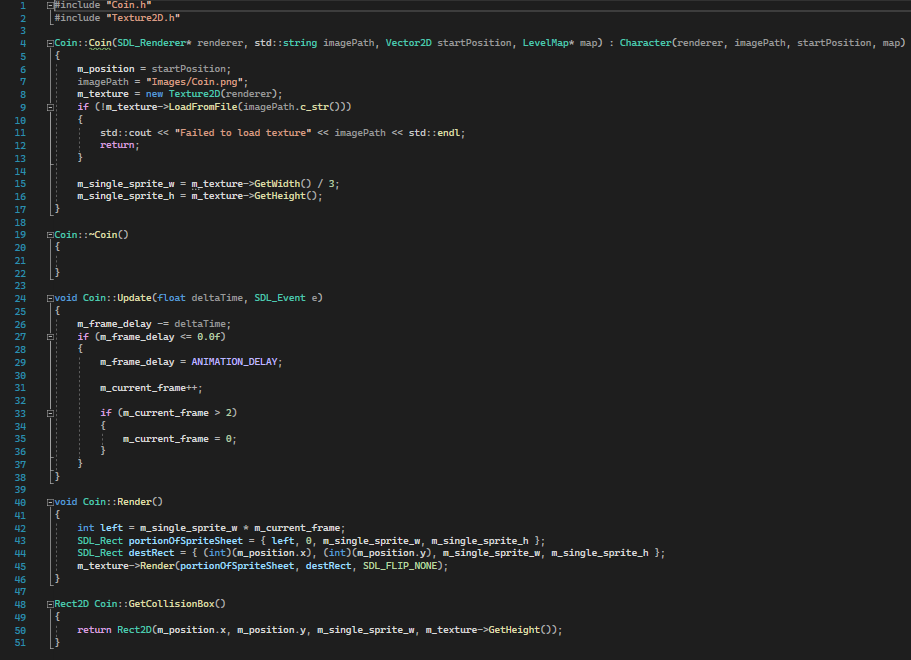 1 #include "Coin.h"
2 #include "Texture2D.h"
3
4 Coin::Coin(SDL_Renderer* renderer, std::string imagePath, Vector2D startPosition, LevelMap* map) : Character(renderer, imagePath, startPosition, map)
5 {
6 m_position = startPosition;
7 imagePath = "Images/Coin.png";
8 m_texture = new Texture2D(renderer);
9 if (!m_texture->LoadFromFile(imagePath.c_str()))
10 {
11 std::cout << "Failed to load texture" << imagePath << std::endl;
12 return;
13 }
14
15 m_single_sprite_w = m_texture->GetWidth() / 3;
16 m_single_sprite_h = m_texture->GetHeight();
17 }
18
19 Coin::~Coin()
20 {
21
22 }
23
24 void Coin::Update(float deltaTime, SDL_Event e)
25 {
26 m_frame_delay -= deltaTime;
27 if (m_frame_delay <= 0.0f)
28 {
29 m_frame_delay = ANIMATION_DELAY;
30
31 m_current_frame++;
32
33 if (m_current_frame > 2)
34 {
35 m_current_frame = 0;
36 }
37 }
38 }
39
40 void Coin::Render()
41 {
42 int left = m_single_sprite_w * m_current_frame;
43 SDL_Rect portionOfSpriteSheet = { left, 0, m_single_sprite_w, m_single_sprite_h };
44 SDL_Rect destRect = { (int)(m_position.x), (int)(m_position.y), m_single_sprite_w, m_single_sprite_h };
45 m_texture->Render(portionOfSpriteSheet, destRect, SDL_FLIP_NONE);
46 }
47
48 Rect2D Coin::GetCollisionBox()
49 {
50 return Rect2D(m_position.x, m_position.y, m_single_sprite_w, m_texture->GetHeight());
51 }